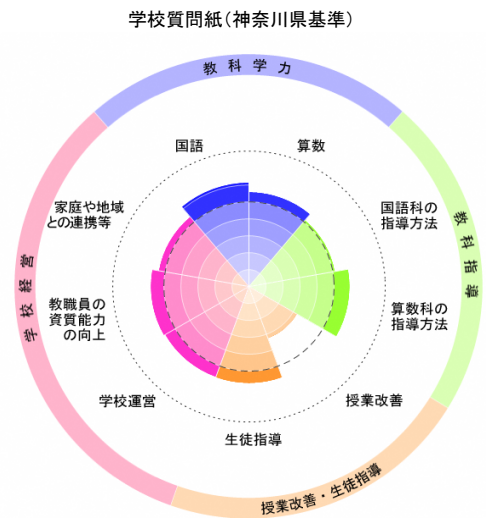 学校質問紙（神奈川県基準）
教科学力
国語
算数
家庭や地域
との連携等
国語科の
指導方法
教科指導
学校経営
教職員の
資質能力
の向上
算数科の
指導方法
学校運営
授業改善
生徒指導
授業改善・生徒指導